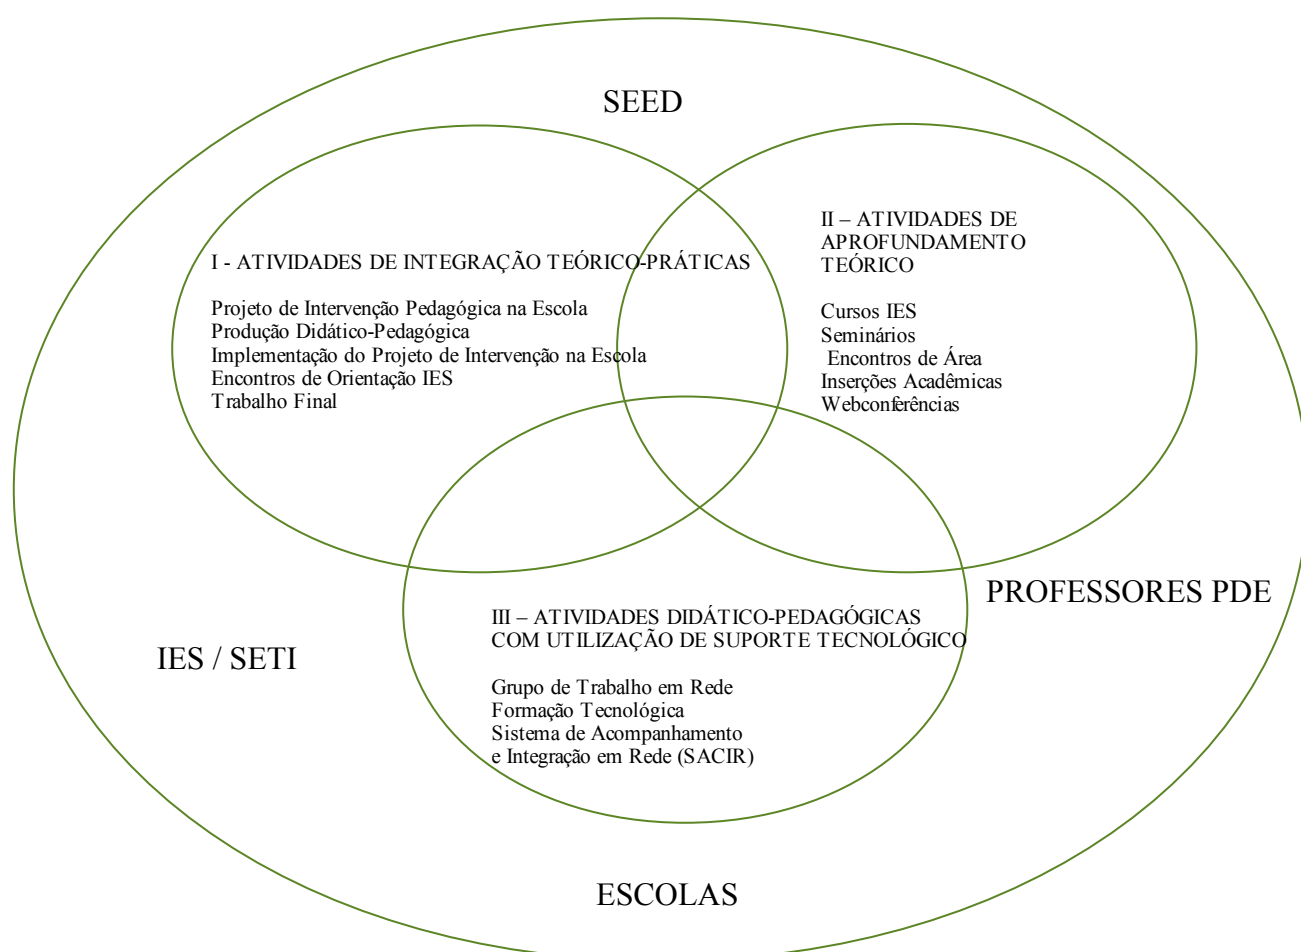 SEED
I - ATIVIDADES DE INTEGRAÇÃO TEÓRICO-PRÁTICAS
Projeto de Intervenção Pedagógica na Escola
Produção Didático-Pedagógica
Implementação do Projeto de Intervenção na Escola
Encontros de Orientação IES
Trabalho Final
II – ATIVIDADES DE
APROFUNDAMENTO
TEÓRICO
Cursos IES
Seminários
Encontros de Área
Inserções Acadêmicas
Webconferências
PROFESSORES PDE
III – ATIVIDADES DIDÁTICO-PEDAGÓGICAS
COM UTILIZAÇÃO DE SUPORTE TECNOLÓGICO
Grupo de Trabalho em Rede
Formação Tecnológica
Sistema de Acompanhamento
e Integração em Rede (SACIR)
IES / SETI
ESCOLAS